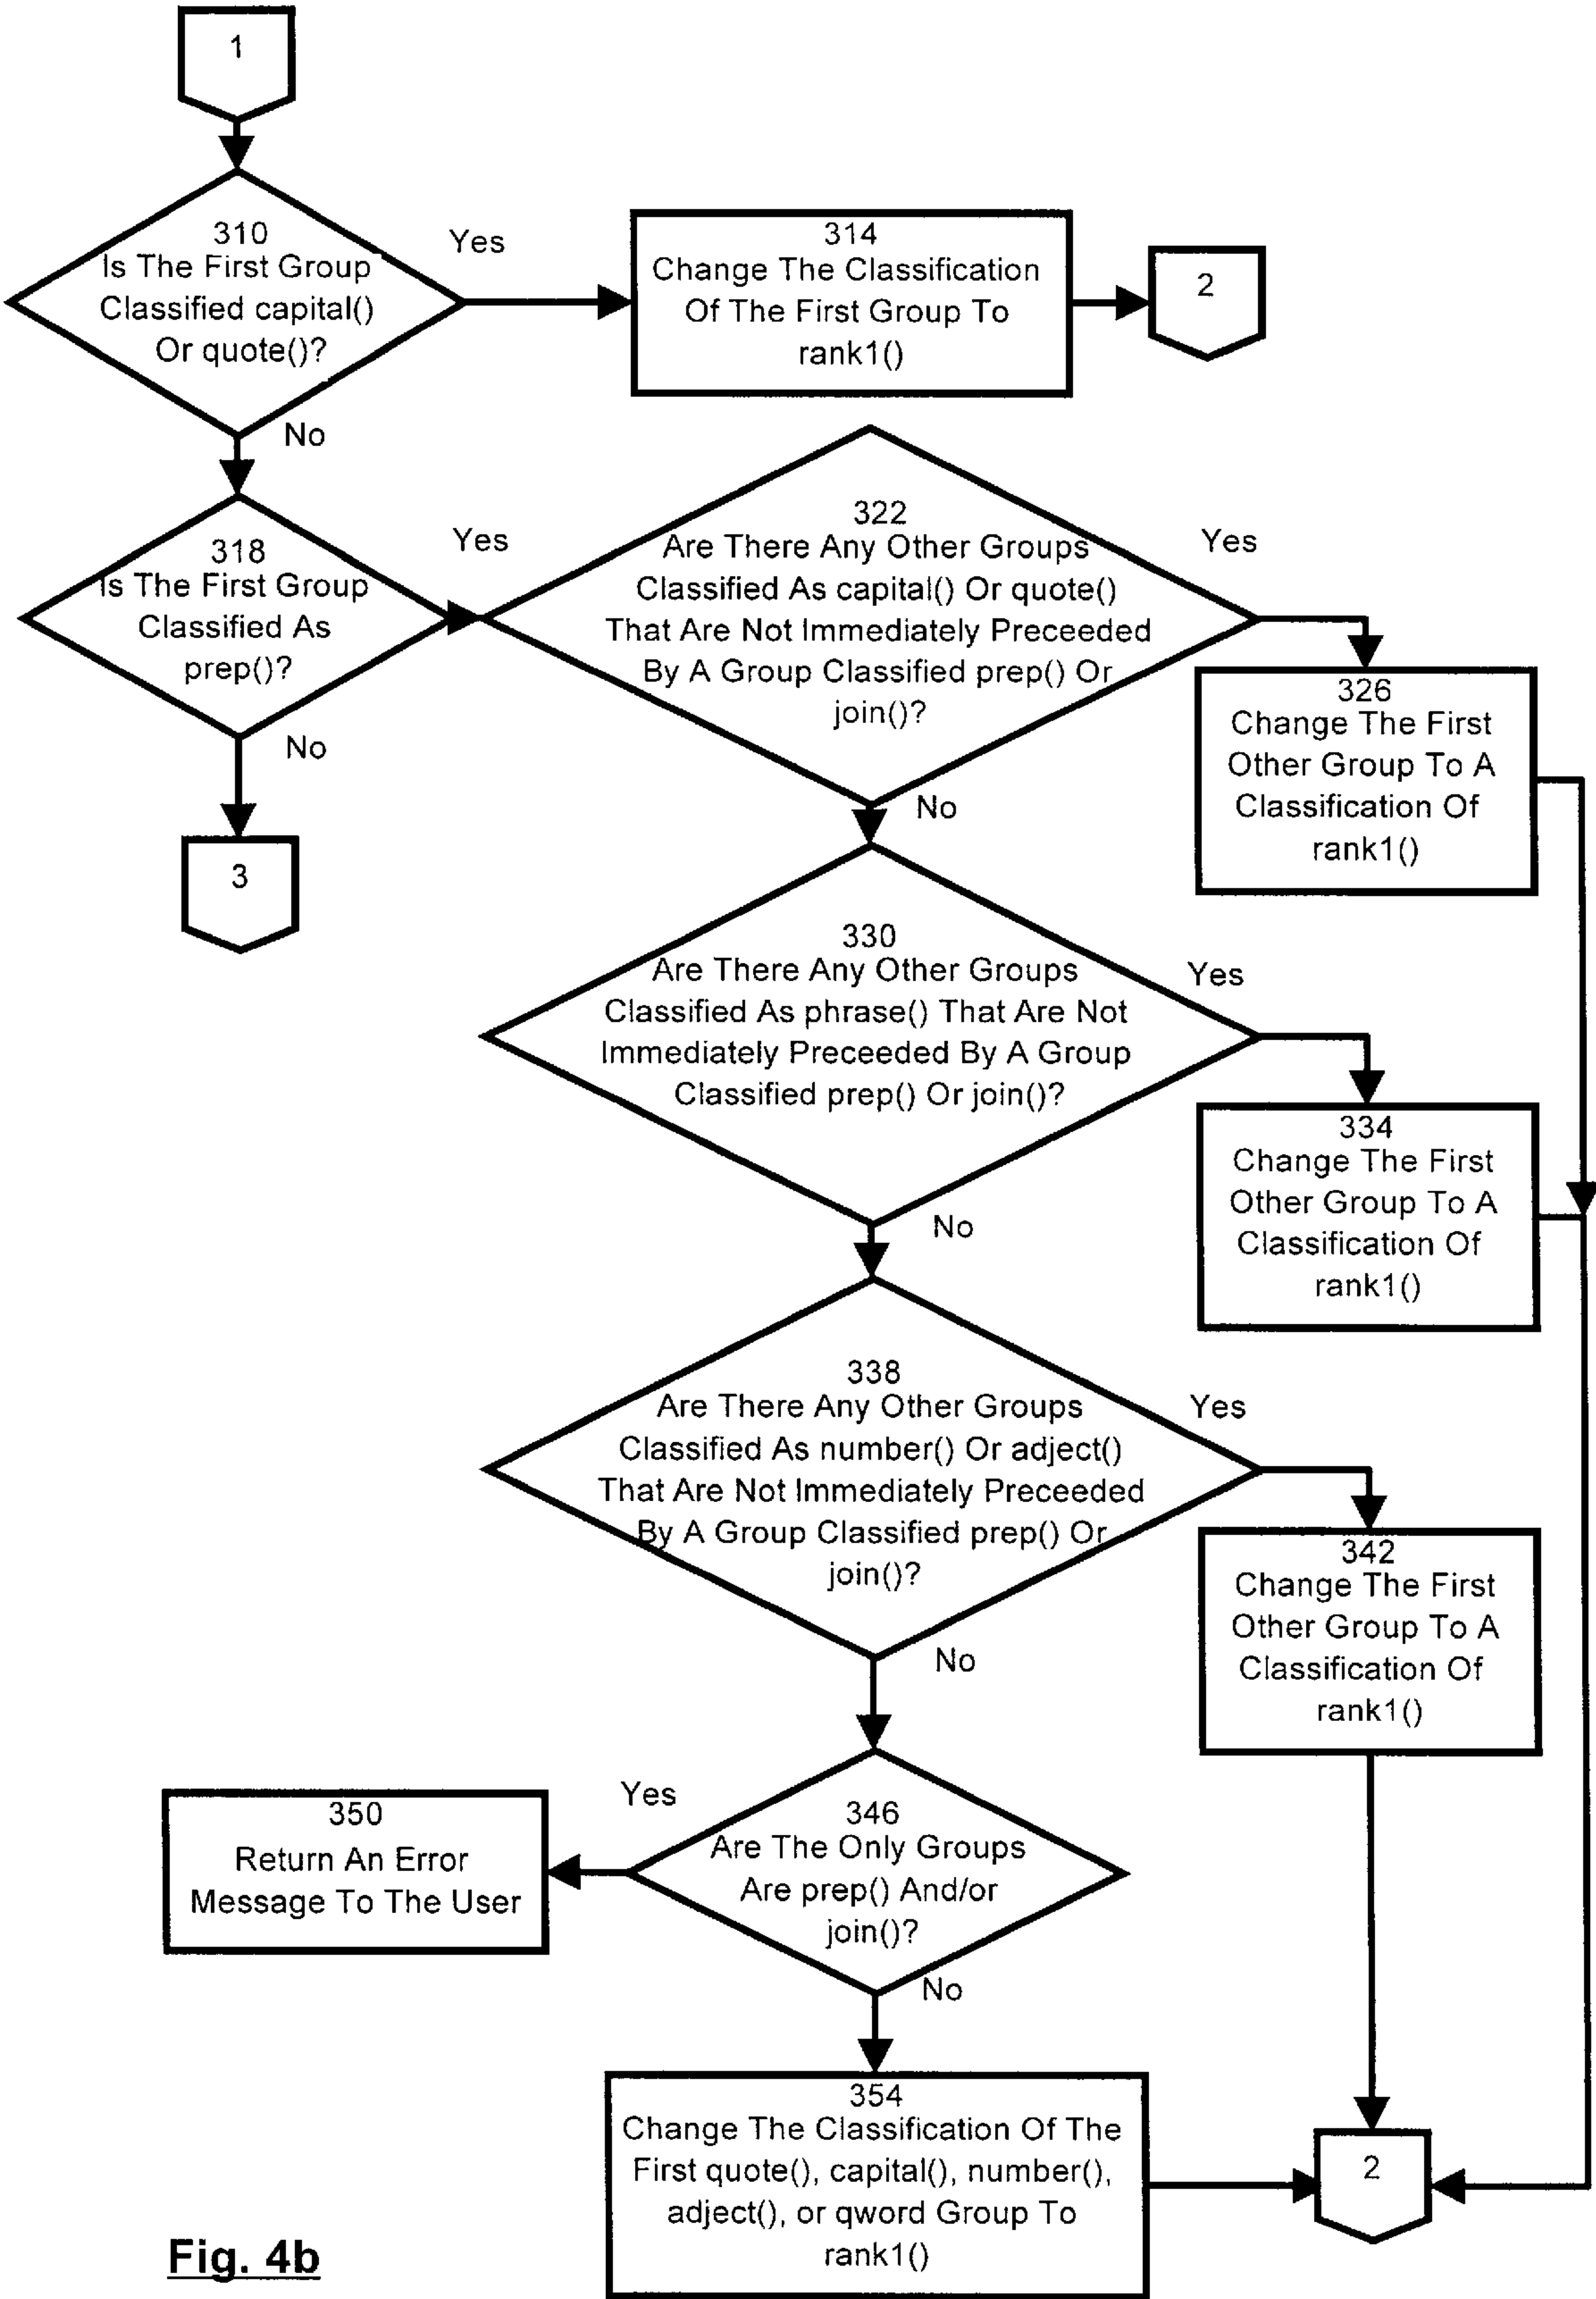 1
310
Is The First Group
Classified capital()
Or quote()?
Yes
314
Change The Classification
Of The First Group To
rank1()
2
No
318
Is The First Group
Classified As
prep()?
Yes
322
Are There Any Other Groups
Classified As capital() Or quote()
That Are Not Immediately Preceeded
By A Group Classified prep() Or
join()?
Yes
326
Change The First
Other Group To A
Classification Of
rank1()
No
3
No
330
Are There Any Other Groups
Classified As phrase() That Are Not
Immediately Preceeded By A Group
Classified prep() Or join()?
Yes
334
Change The First
Other Group To A
Classification Of
rank1()
No
338
Are There Any Other Groups
Classified As number() Or adject()
That Are Not Immediately Preceeded
By A Group Classified prep() Or
join()?
Yes
342
Change The First
Other Group To A
Classification Of
rank1()
No
346
Are The Only Groups
Are prep() And/or
join()?
Yes
350
Return An Error
Message To The User
No
354
Change The Classification Of The
First quote(), capital(), number(),
adject(), or qword Group To
rank1()
2
Fig. 4b